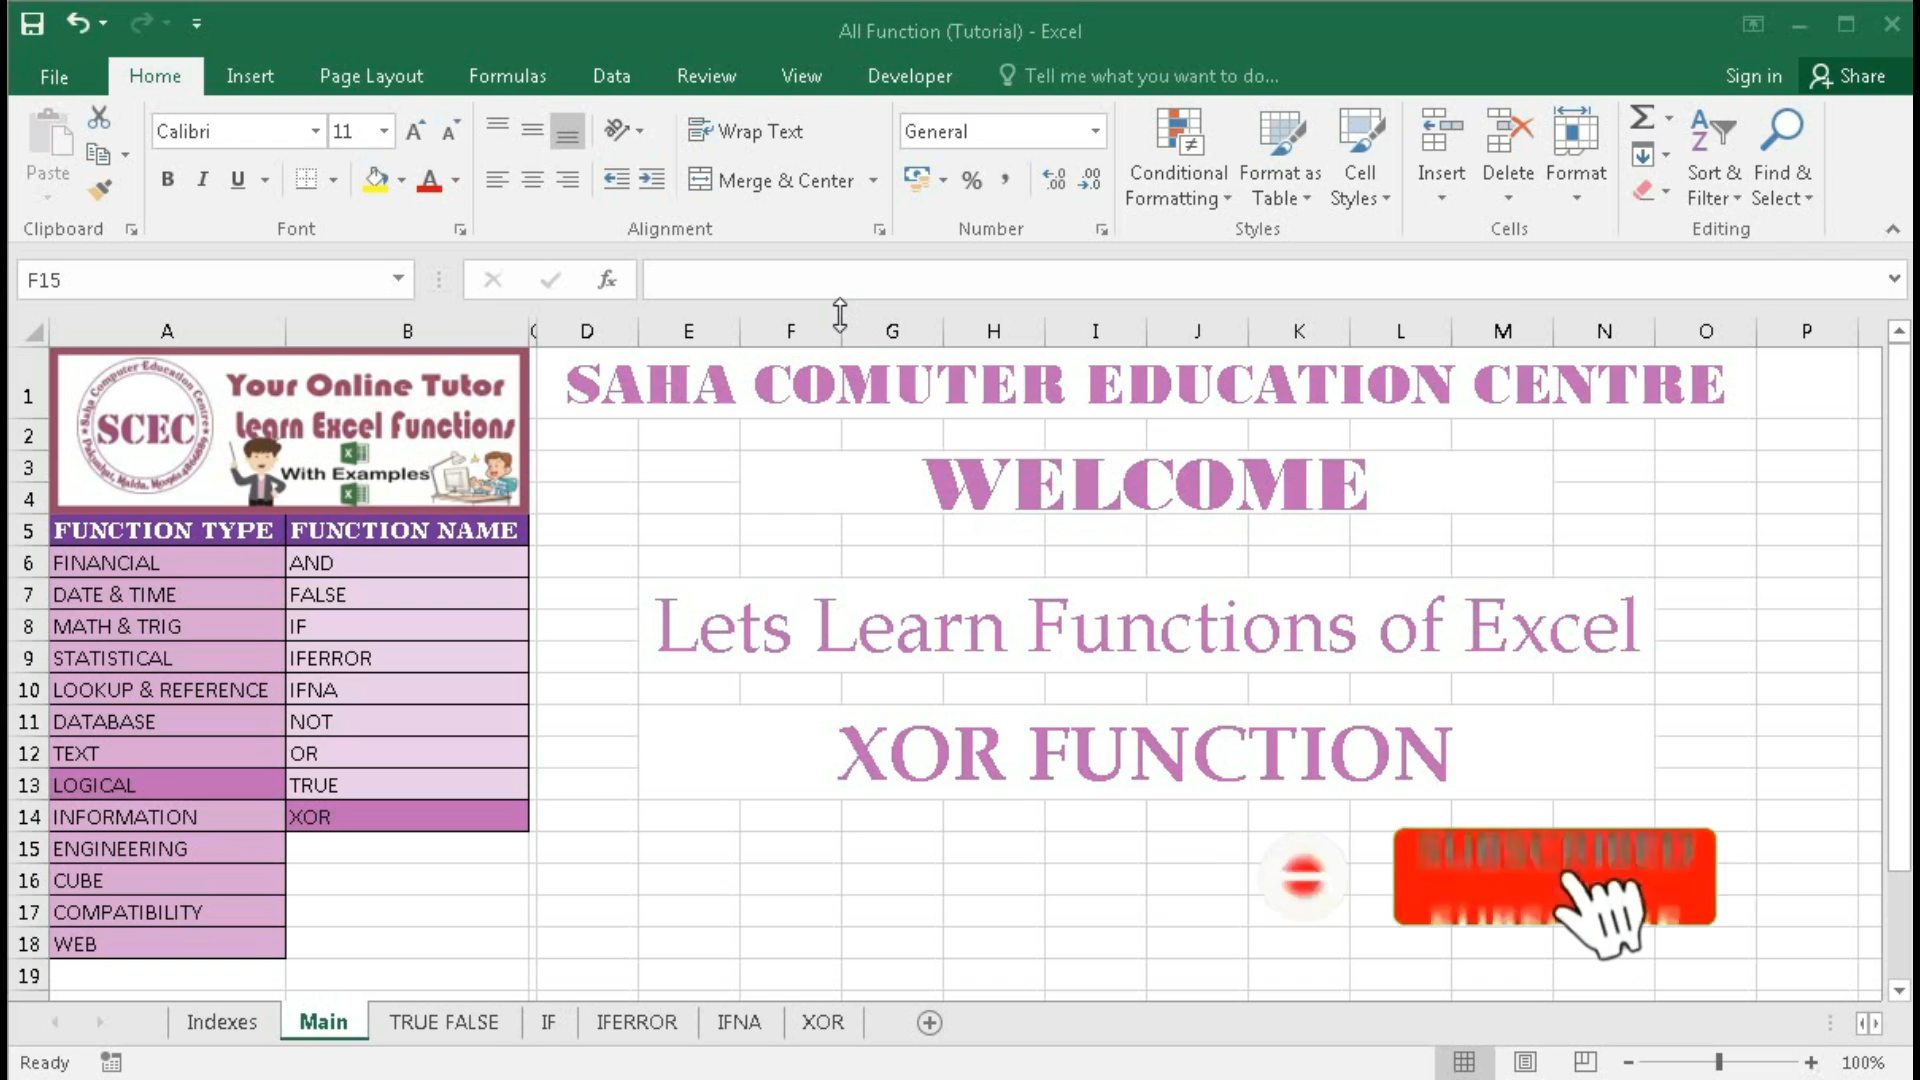 All Function (Tutorial) - Excel
File Home Insert Page Layout Formulas Data Review View Developer Tell me what you want to do... Sign in Share
Paste
Calibri 11
Wrap Text
General
B I U
Merge & Center
% ,
Conditional Formatting
Format as Table
Cell Styles
Insert Delete Format
Sort & Filter
Find & Select
Clipboard Font Alignment Number Styles Cells Editing
F15 fx
A B C D E F G H I J K L M N O P
Saha Computer Education Centre
SCEC
Your Online Tutor
Learn Excel Functions
With Examples
1 SAHA COMUTER EDUCATION CENTRE
2
3 WELCOME
4
5 FUNCTION TYPE FUNCTION NAME
6 FINANCIAL AND
7 DATE & TIME FALSE
8 MATH & TRIG IF
Lets Learn Functions of Excel
9 STATISTICAL IFERROR
10 LOOKUP & REFERENCE IFNA
11 DATABASE NOT
12 TEXT OR
XOR FUNCTION
13 LOGICAL TRUE
14 INFORMATION XOR
15 ENGINEERING
16 CUBE
17 COMPATIBILITY
18 WEB
19
Indexes Main TRUE FALSE IF IFERROR IFNA XOR
Ready 100%